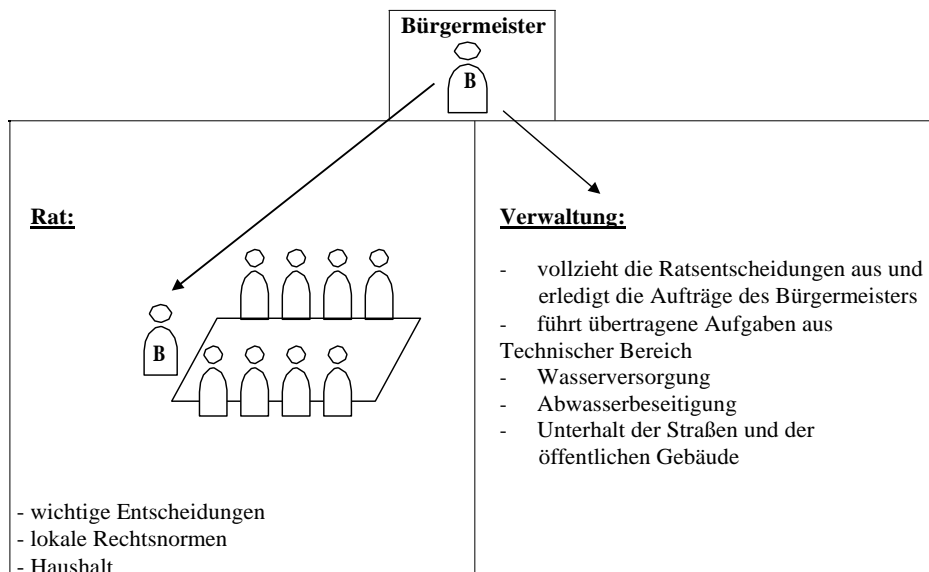 Bürgermeister
B
Rat:
B
- wichtige Entscheidungen
- lokale Rechtsnormen
- Haushalt
Verwaltung:
- vollzieht die Ratsentscheidungen aus und
erledigt die Aufträge des Bürgermeisters
- führt übertragene Aufgaben aus
Technischer Bereich
- Wasserversorgung
- Abwasserbeseitigung
- Unterhalt der Straßen und der
öffentlichen Gebäude